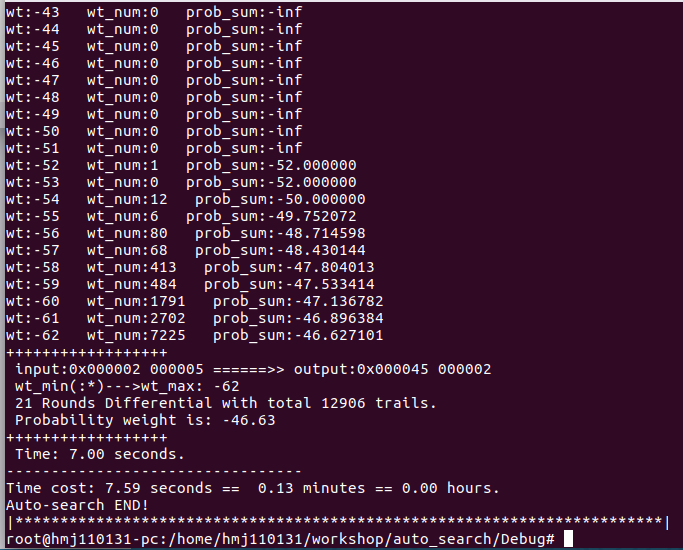 wt:-43   wt_num:0   prob_sum:-inf
wt:-44   wt_num:0   prob_sum:-inf
wt:-45   wt_num:0   prob_sum:-inf
wt:-46   wt_num:0   prob_sum:-inf
wt:-47   wt_num:0   prob_sum:-inf
wt:-48   wt_num:0   prob_sum:-inf
wt:-49   wt_num:0   prob_sum:-inf
wt:-50   wt_num:0   prob_sum:-inf
wt:-51   wt_num:0   prob_sum:-inf
wt:-52   wt_num:1   prob_sum:-52.000000
wt:-53   wt_num:0   prob_sum:-52.000000
wt:-54   wt_num:12   prob_sum:-50.000000
wt:-55   wt_num:6   prob_sum:-49.752072
wt:-56   wt_num:80   prob_sum:-48.714598
wt:-57   wt_num:68   prob_sum:-48.430144
wt:-58   wt_num:413   prob_sum:-47.804013
wt:-59   wt_num:484   prob_sum:-47.533414
wt:-60   wt_num:1791   prob_sum:-47.136782
wt:-61   wt_num:2702   prob_sum:-46.896384
wt:-62   wt_num:7225   prob_sum:-46.627101
++++++++++++++++++
 input:0x000002 000005 ======>> output:0x000045 000002
 wt_min(:*)--->wt_max: -62
 21 Rounds Differential with total 12906 trails.
 Probability weight is: -46.63
++++++++++++++++++
 Time: 7.00 seconds.
---------------------------------
Time cost: 7.59 seconds ==  0.13 minutes == 0.00 hours.
Auto-search END!
|************************************************************************|
root@hmj110131-pc:/home/hmj110131/workshop/auto_search/Debug#